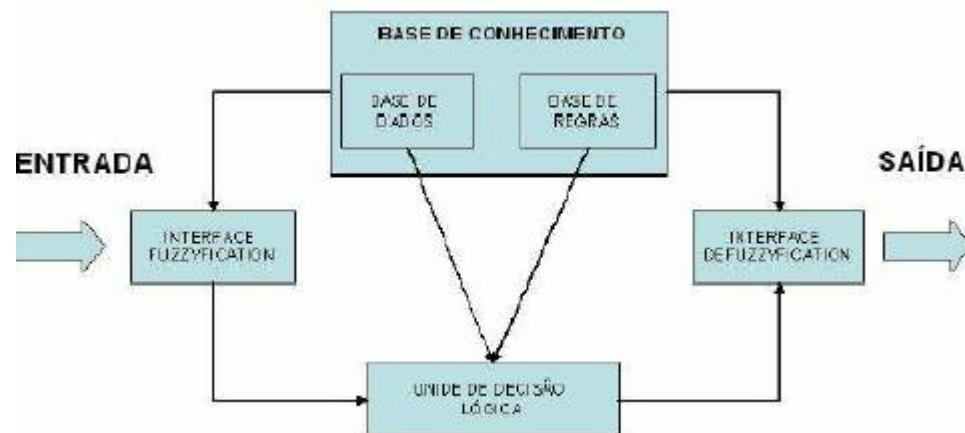 BASE DE CONHECIMENTO
BASE DE
DADOS
BASE DE
REGRAS
ENTRADA
SAÍDA
INTERFACE
FUZZYFICATION
INTERFACE
DEFUZZYFICATION
UNIDE DE DECISÃO
LÓGICA